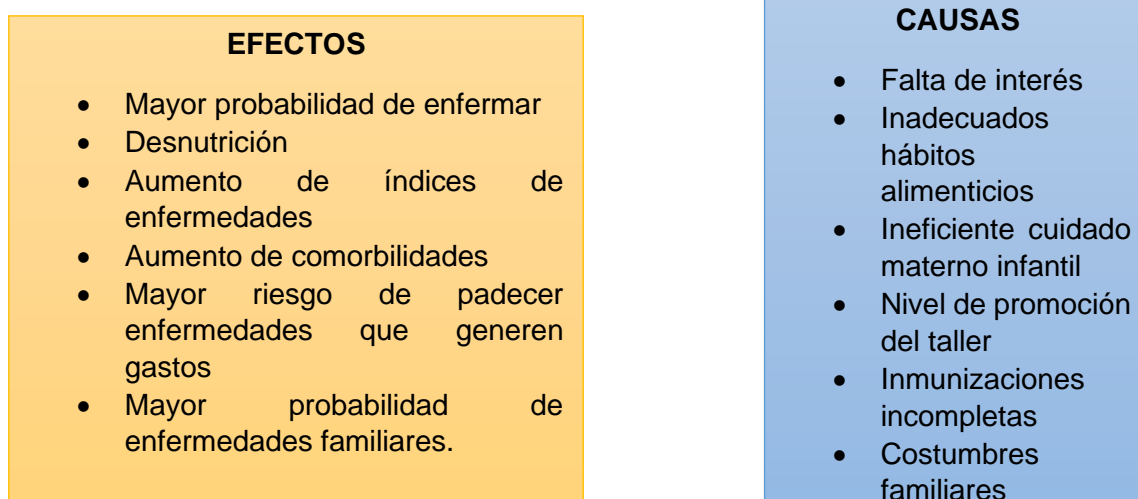 EFECTOS
• Mayor probabilidad de enfermar
• Desnutrición
• Aumento de índices de
enfermedades
• Aumento de comorbilidades
• Mayor riesgo de padecer
enfermedades que generen
gastos
• Mayor probabilidad de
enfermedades familiares.
CAUSAS
• Falta de interés
• Inadecuados
hábitos
alimenticios
• Ineficiente cuidado
materno infantil
• Nivel de promoción
del taller
• Inmunizaciones
incompletas
• Costumbres
familiares